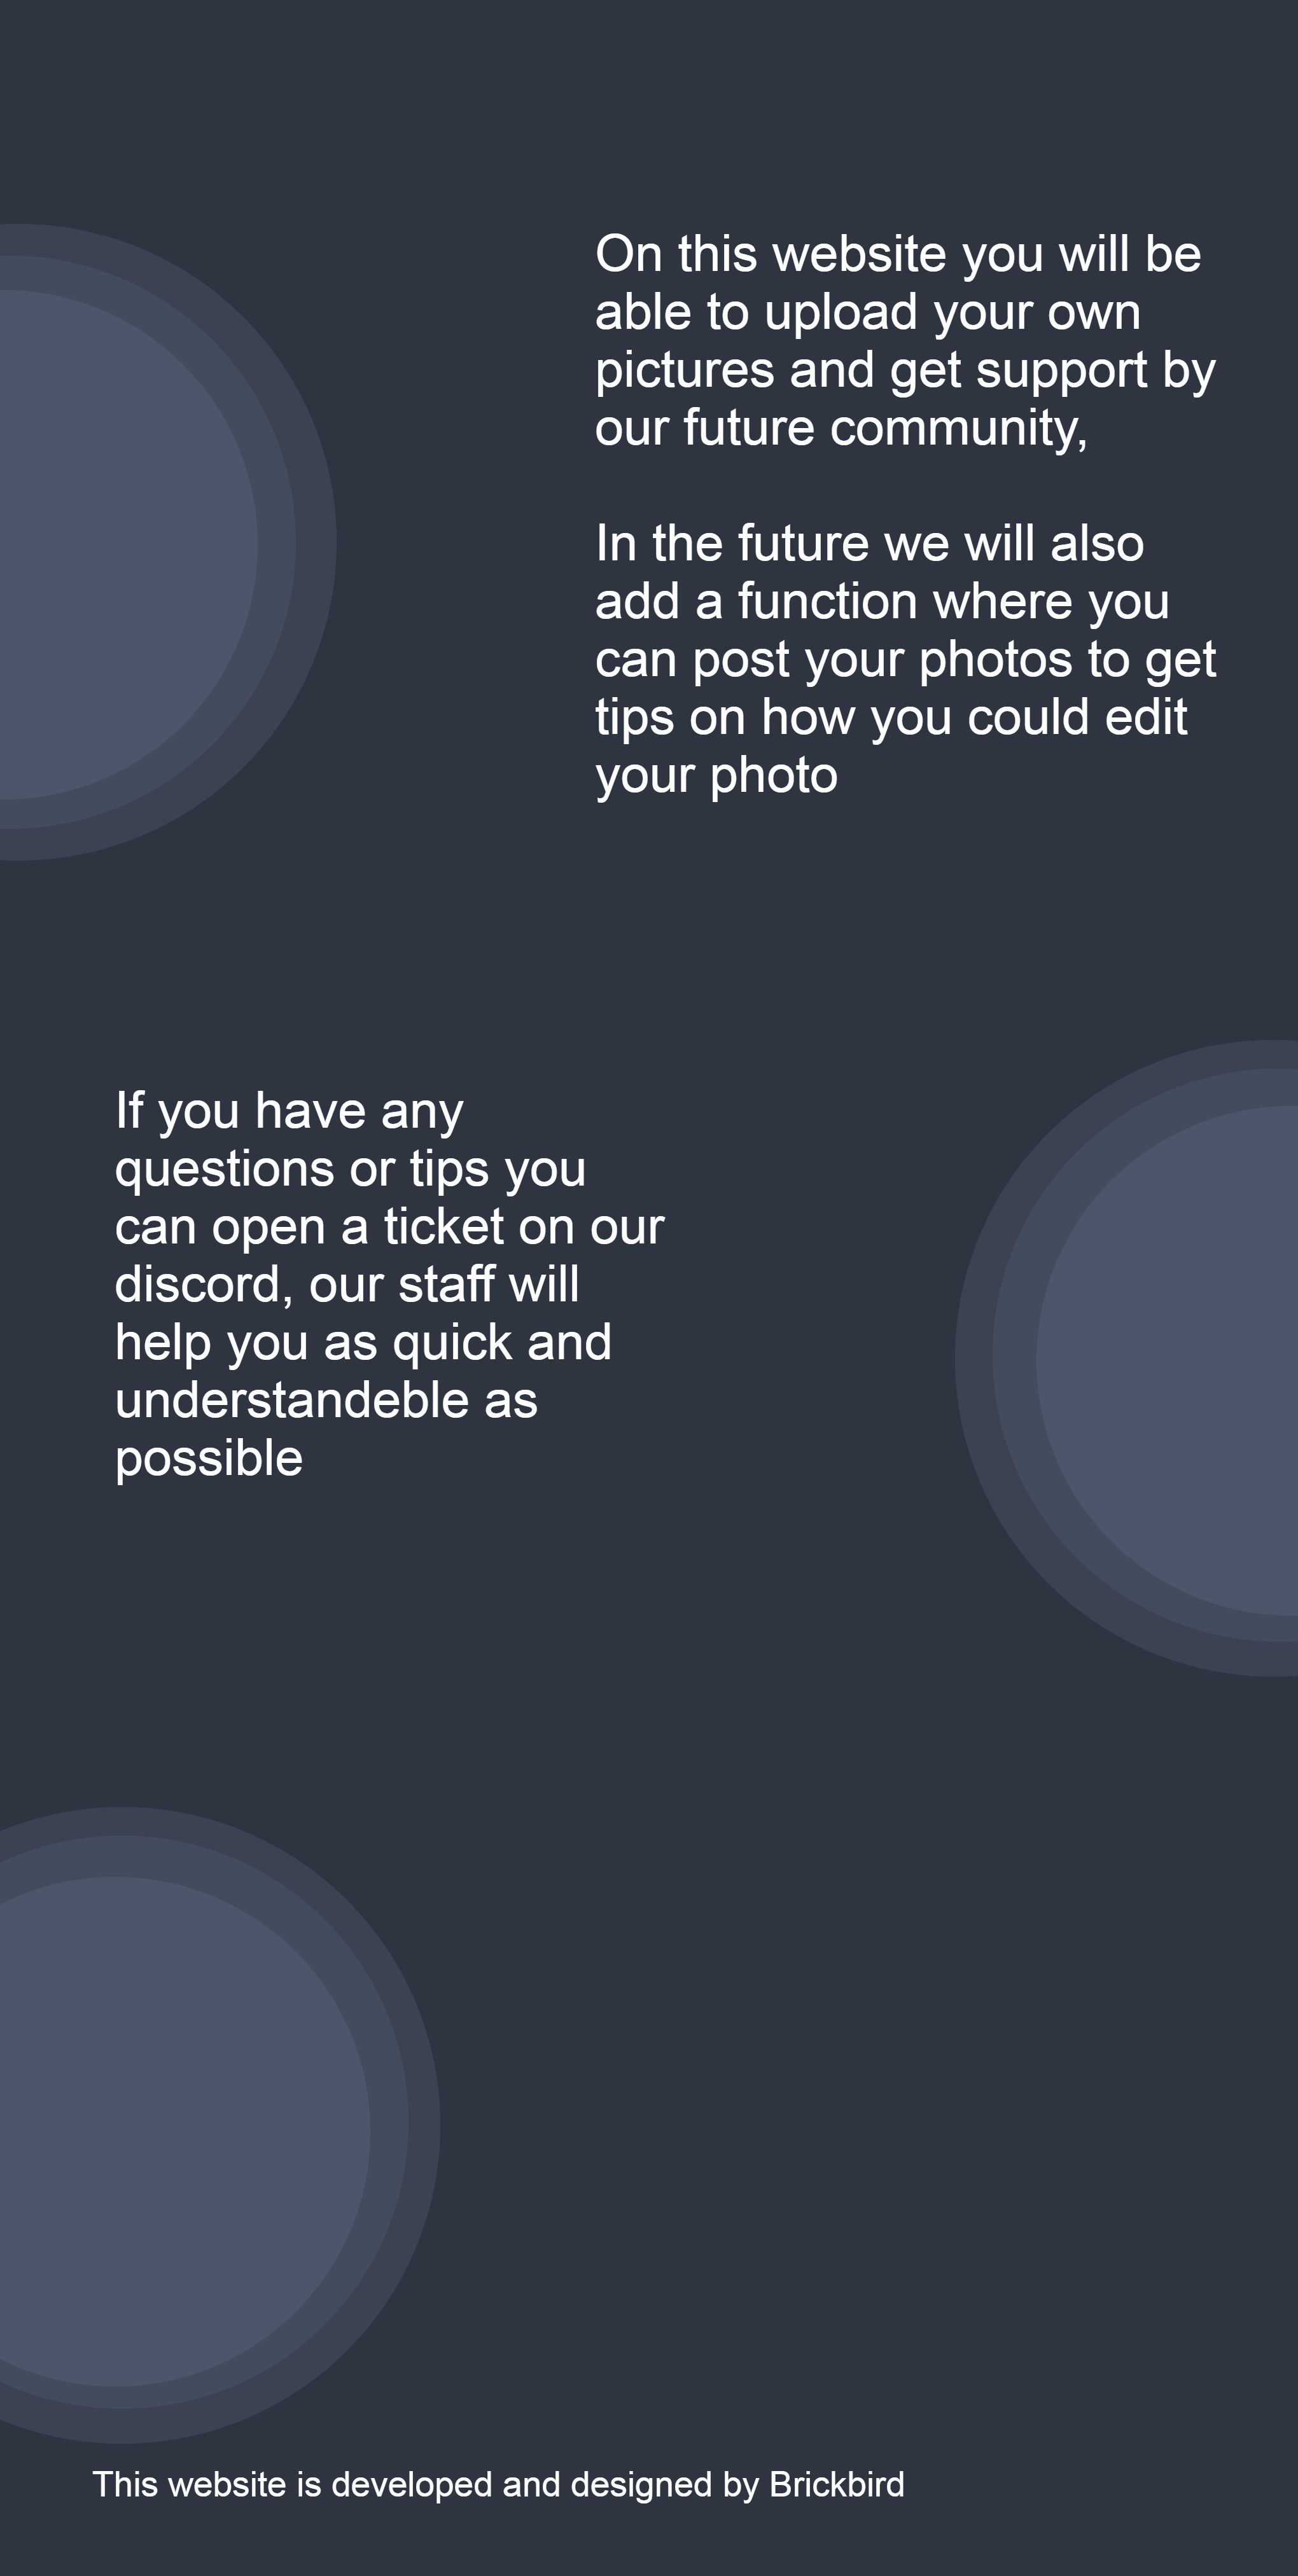 On this website you will be
able to upload your own
pictures and get support by
our future community,
In the future we will also
add a function where you
can post your photos to get
tips on how you could edit
your photo
If you have any
questions or tips you
can open a ticket on our
discord, our staff will
help you as quick and
understandeble as
possible
This website is developed and designed by Brickbird